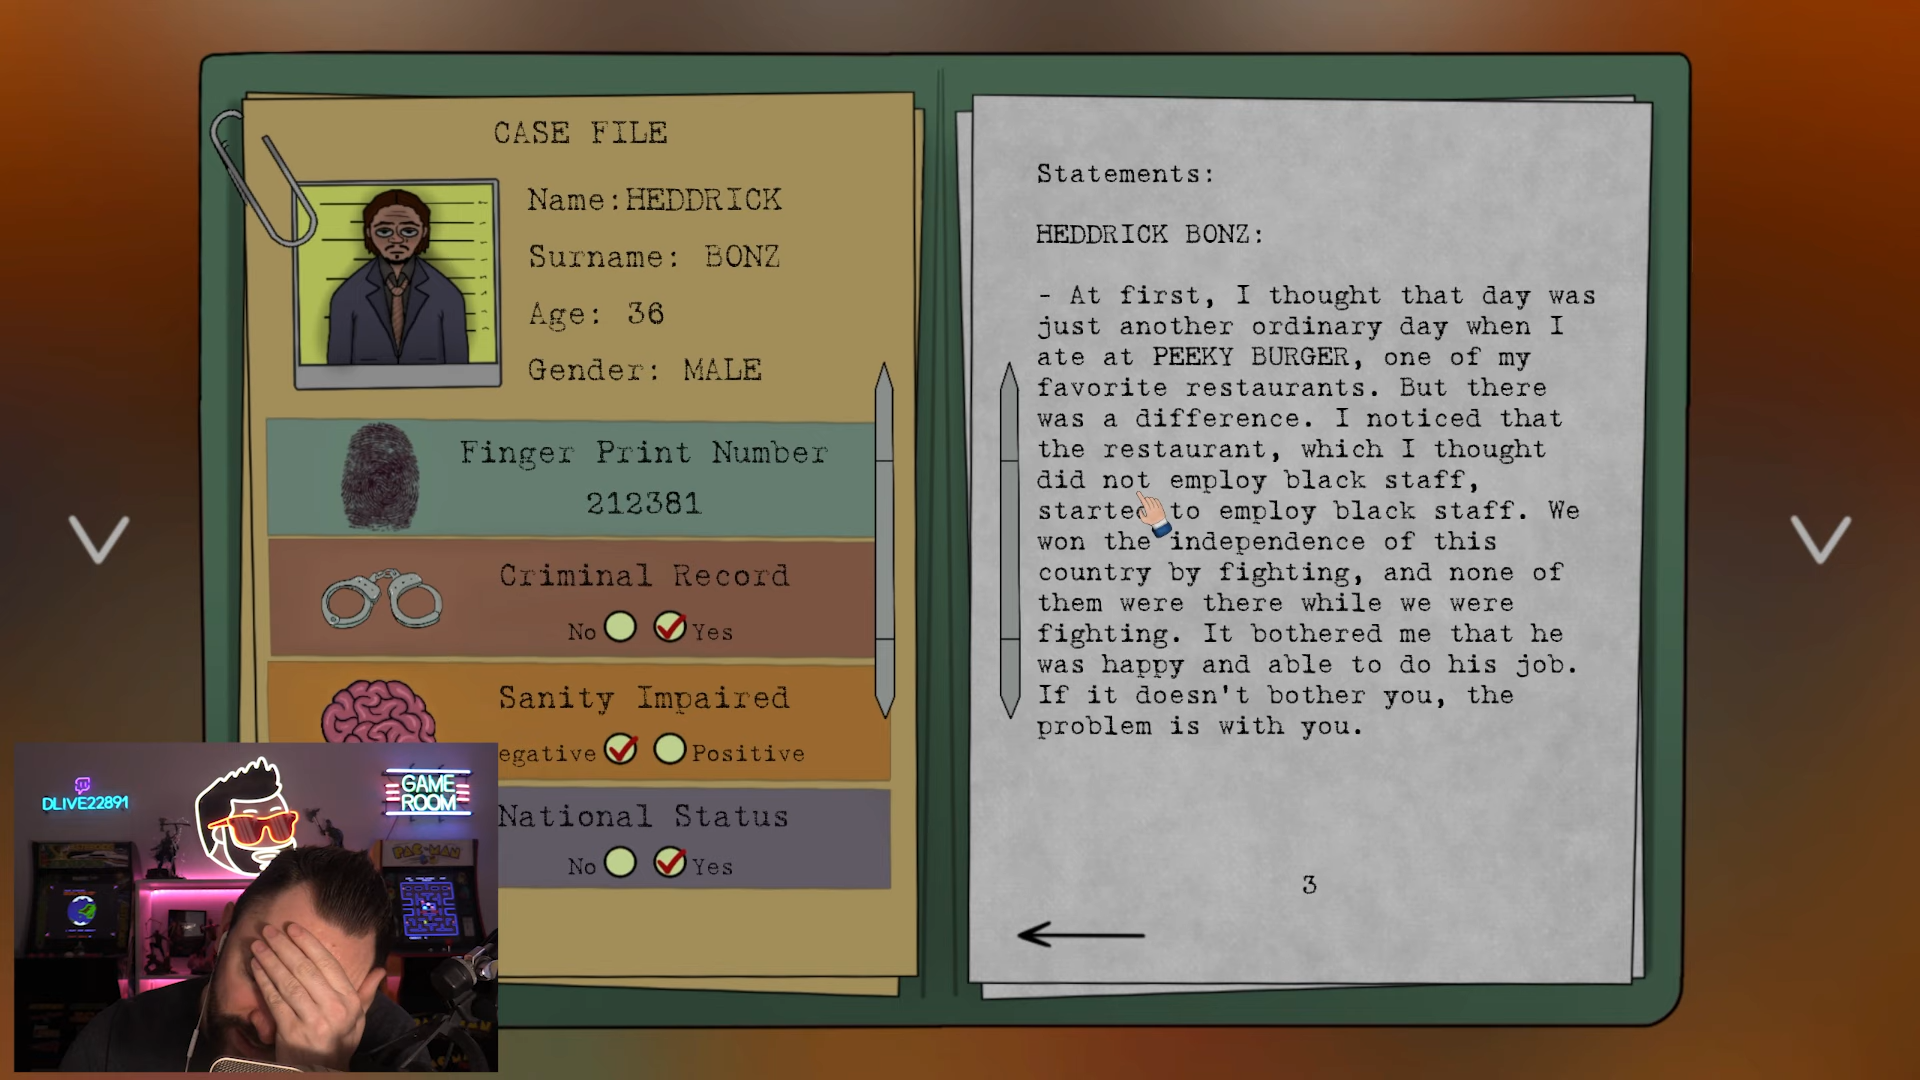 CASE FILE
Name:HEDDRICK
Surname: BONZ
Age: 36
Gender: MALE
Finger Print Number
212381
Criminal Record
No Yes
Sanity Impaired
egative Positive
National Status
No Yes
Statements:
HEDDRICK BONZ:
- At first, I thought that day was
just another ordinary day when I
ate at PEEKY BURGER, one of my
favorite restaurants. But there
was a difference. I noticed that
the restaurant, which I thought
did not employ black staff,
started to employ black staff. We
won the independence of this
country by fighting, and none of
them were there while we were
fighting. It bothered me that he
was happy and able to do his job.
If it doesn't bother you, the
problem is with you.
3
DLIVE22891
GAME
ROOM
PAC-MAN